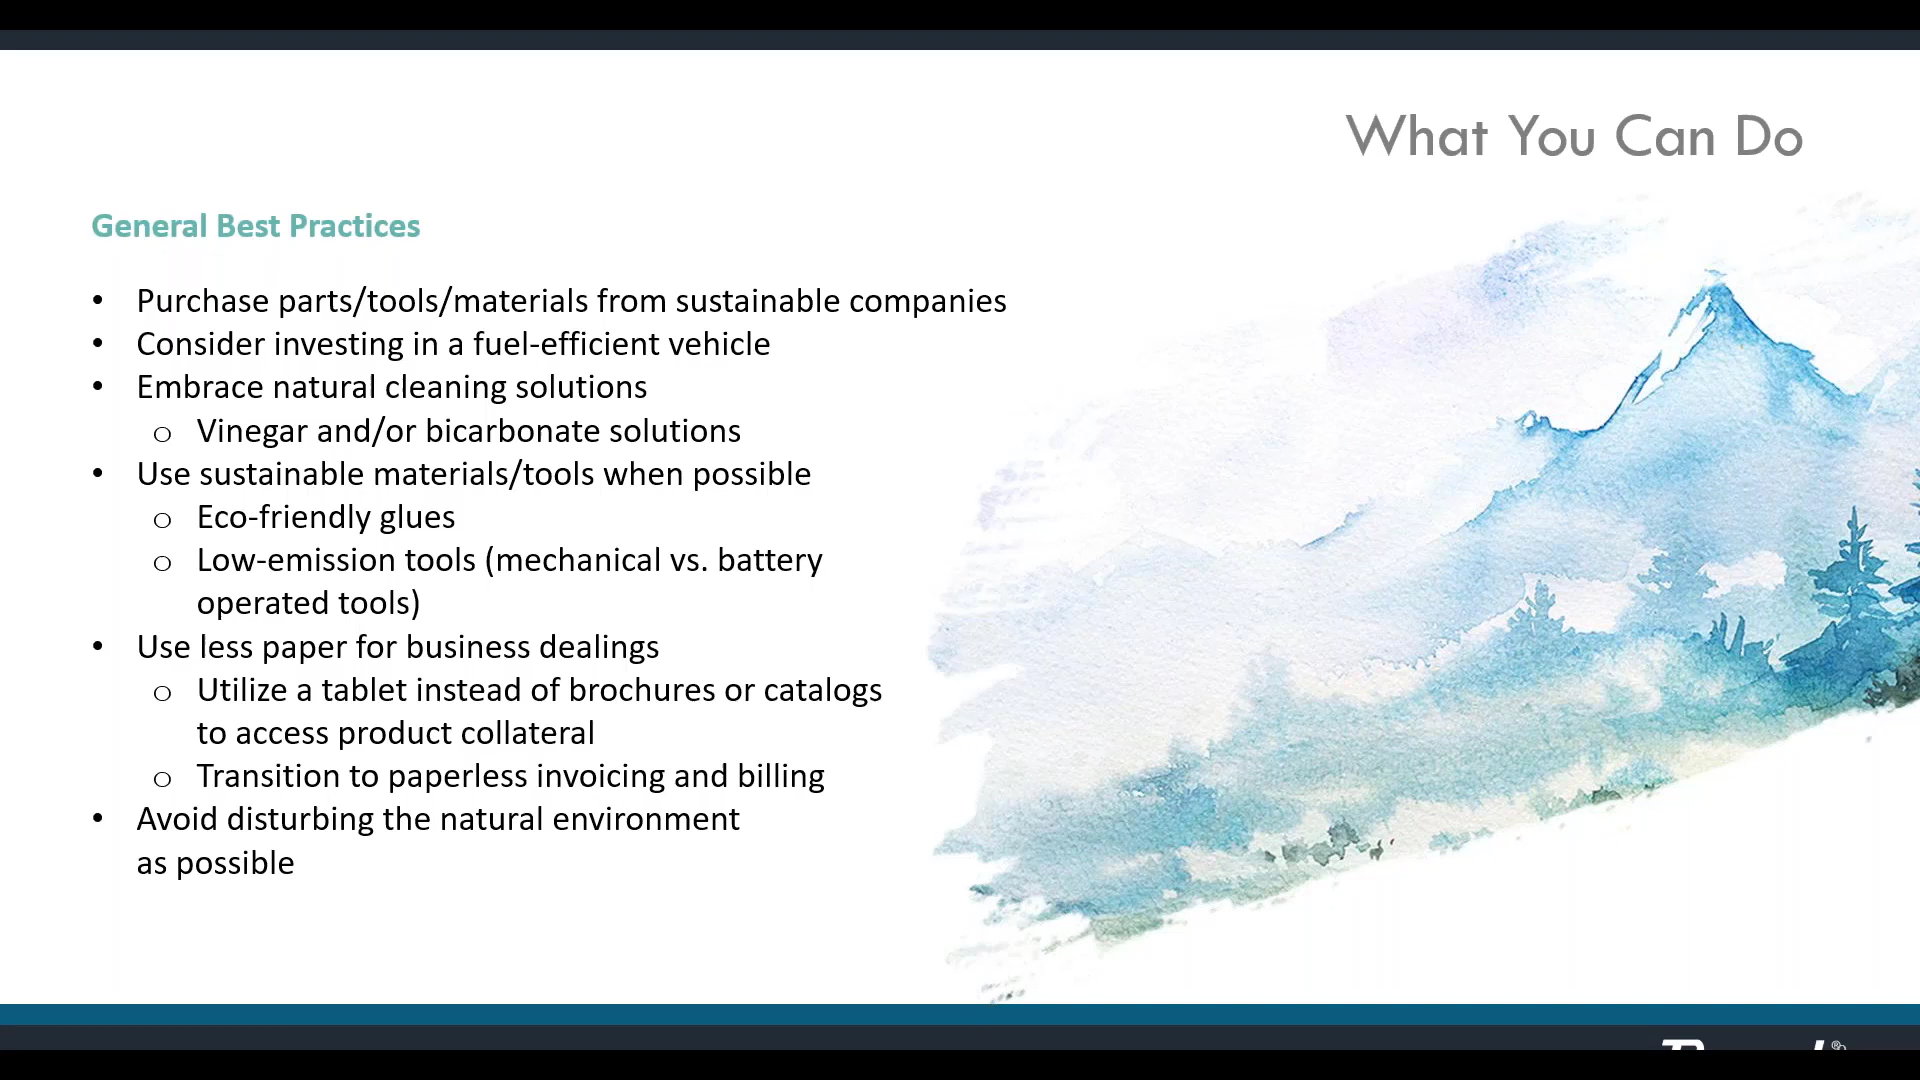 What You Can Do
General Best Practices
• Purchase parts/tools/materials from sustainable companies
• Consider investing in a fuel-efficient vehicle
• Embrace natural cleaning solutions
o Vinegar and/or bicarbonate solutions
• Use sustainable materials/tools when possible
o Eco-friendly glues
o Low-emission tools (mechanical vs. battery
operated tools)
• Use less paper for business dealings
o Utilize a tablet instead of brochures or catalogs
to access product collateral
o Transition to paperless invoicing and billing
• Avoid disturbing the natural environment
as possible